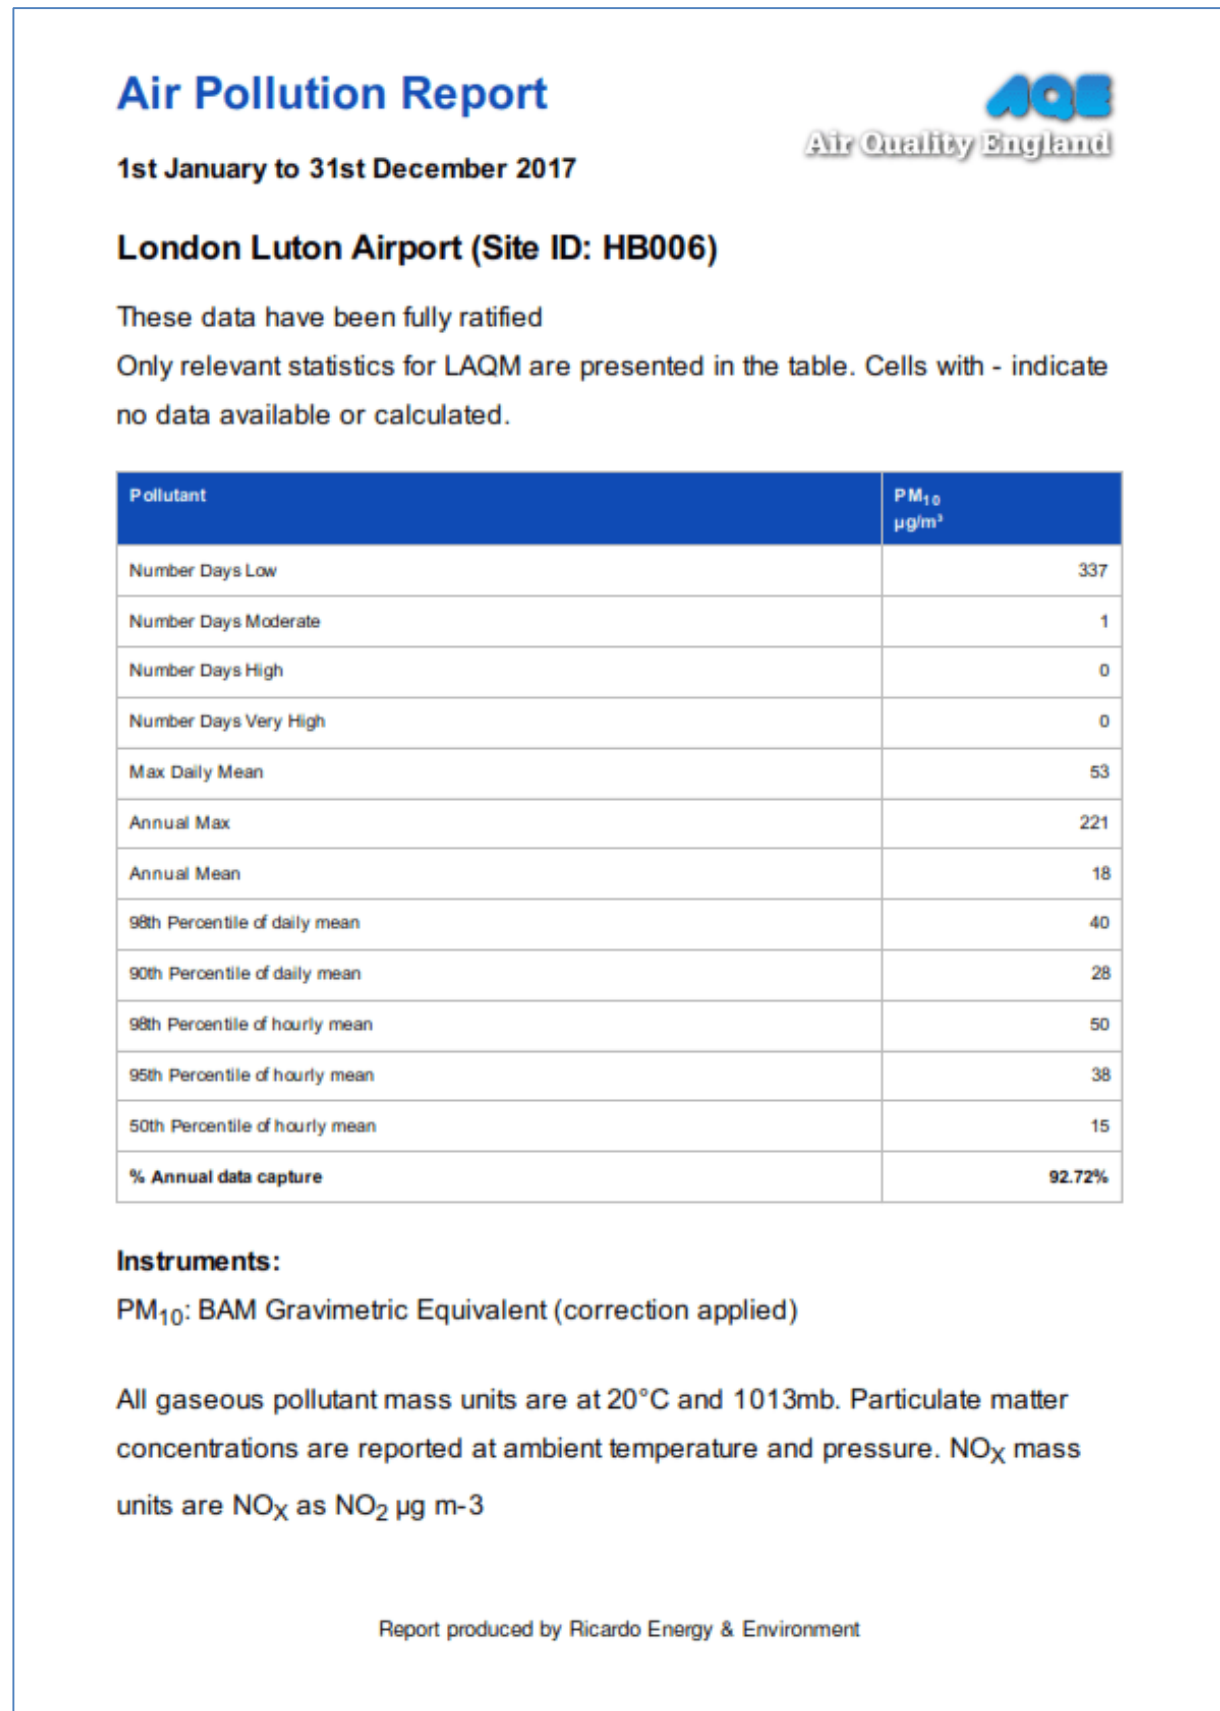 Air Pollution Report
AQE
Air Quality England
1st January to 31st December 2017
London Luton Airport (Site ID: HB006)
These data have been fully ratified
Only relevant statistics for LAQM are presented in the table. Cells with - indicate
no data available or calculated.
Pollutant PM₁₀
µg/m³
Number Days Low 337
Number Days Moderate 1
Number Days High 0
Number Days Very High 0
Max Daily Mean 53
Annual Max 221
Annual Mean 18
98th Percentile of daily mean 40
90th Percentile of daily mean 28
98th Percentile of hourly mean 50
95th Percentile of hourly mean 38
50th Percentile of hourly mean 15
% Annual data capture 92.72%
Instruments:
PM₁₀: BAM Gravimetric Equivalent (correction applied)
All gaseous pollutant mass units are at 20°C and 1013mb. Particulate matter
concentrations are reported at ambient temperature and pressure. NOX mass
units are NOX as NO₂ µg m-3
Report produced by Ricardo Energy & Environment